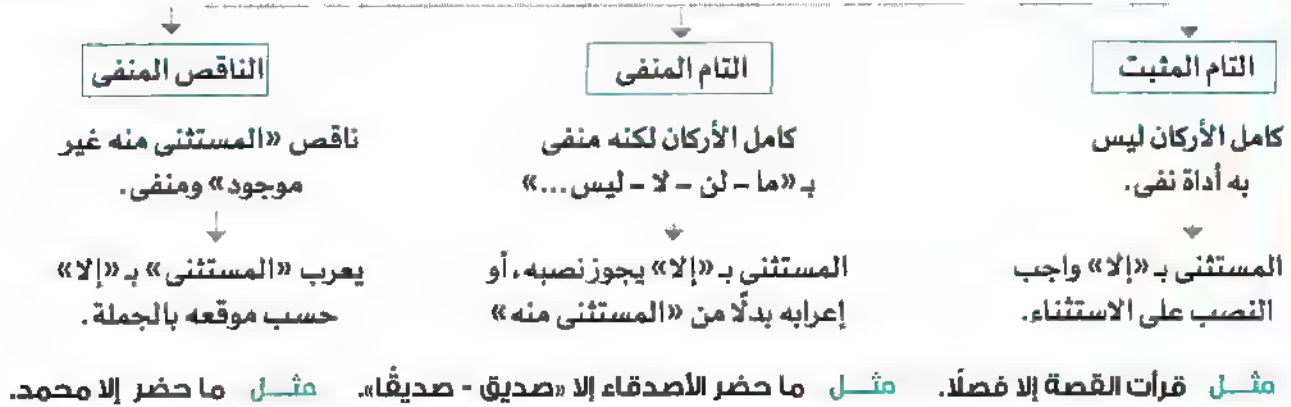 التام المثبت
كامل الأركان ليس
به أداة نفى.
المستثنى بـ «إلا» واجب
النصب على الاستثناء.
مثــل قرأت القصة إلا فصلًا.
التام المنفى
كامل الأركان لكنه منفى
بـ «ما - لن - لا - ليس...»
المستثنى بـ «إلا» يجوز نصبه، أو
إعرابه بدلًا من «المستثنى منه»
مثــل ما حضر الأصدقاء إلا «صديق - صديقًا».
الناقص المنفى
ناقص «المستثنى منه غير
موجود» ومنفى.
يعرب «المستثنى» بـ «إلا»
حسب موقعه بالجملة.
مثــل ما حضر إلا محمد.